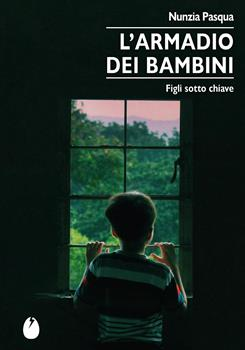 Nunzia Pasqua
L'ARMADIO
DEI BAMBINI
Figli sotto chiave